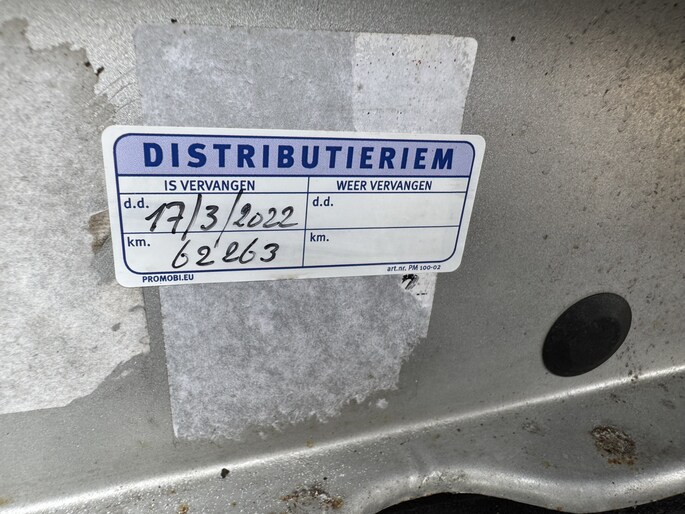 DISTRIBUTIERIEM
IS VERVANGEN WEER VERVANGEN
d.d. 17/3/2022 d.d.
km. 62263 km.
PROMOBI.EU art.nr. PM 100-02